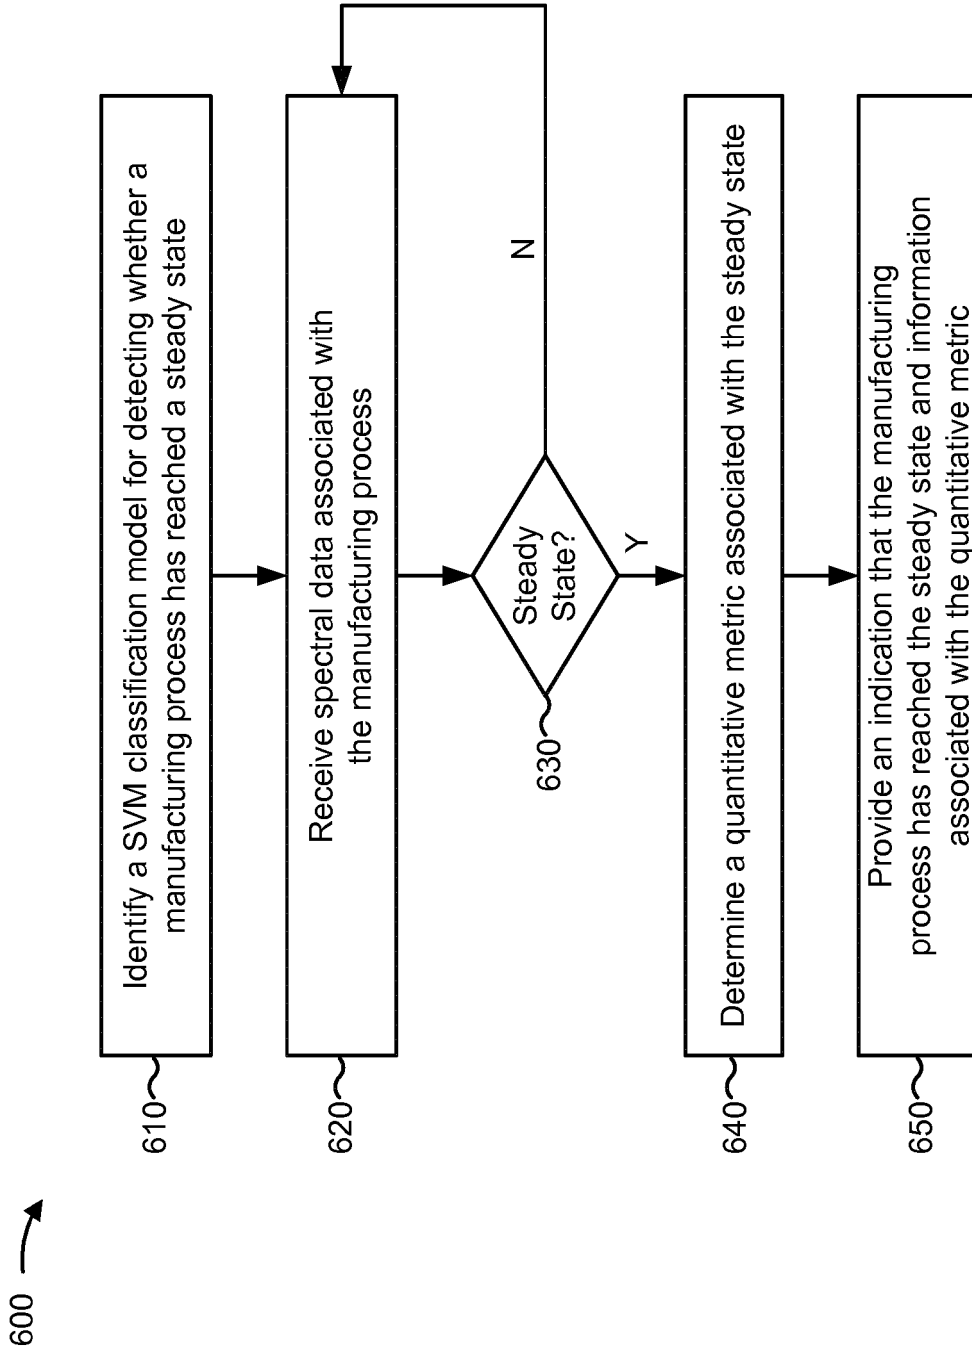 600
610
Identify a SVM classification model for detecting whether a
manufacturing process has reached a steady state
620
Receive spectral data associated with
the manufacturing process
630
Steady
State?
N
Y
640
Determine a quantitative metric associated with the steady state
650
Provide an indication that the manufacturing
process has reached the steady state and information
associated with the quantitative metric